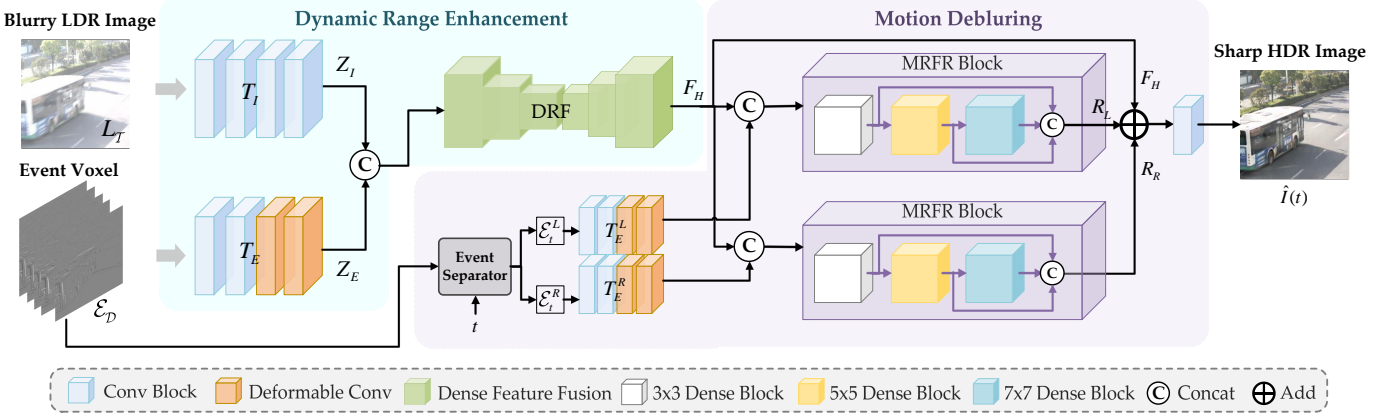 Dynamic Range Enhancement
Motion Debluring
Blurry LDR Image
L_𝒯
T_I
Z_I
Event Voxel
ℰ_𝒟
T_E
Z_E
C
DRF
F_H
Event
Separator
t
ℰ_t^L
ℰ_t^R
T_E^L
T_E^R
C
C
MRFR Block
C
R_L
MRFR Block
C
R_R
F_H
Sharp HDR Image
Î(t)
Conv Block
Deformable Conv
Dense Feature Fusion
3x3 Dense Block
5x5 Dense Block
7x7 Dense Block
C Concat
Add